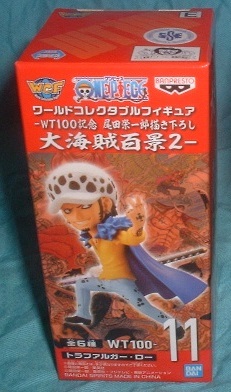 WCF
ONE PIECE
BANPRESTO
ワールドコレクタブルフィギュア
-WT100記念 尾田栄一郎描き下ろし
大海賊百景2-
全6種 WT100- 11
トラファルガー・ロー
BANDAI SPIRITS MADE IN CHINA
BAN
DAI